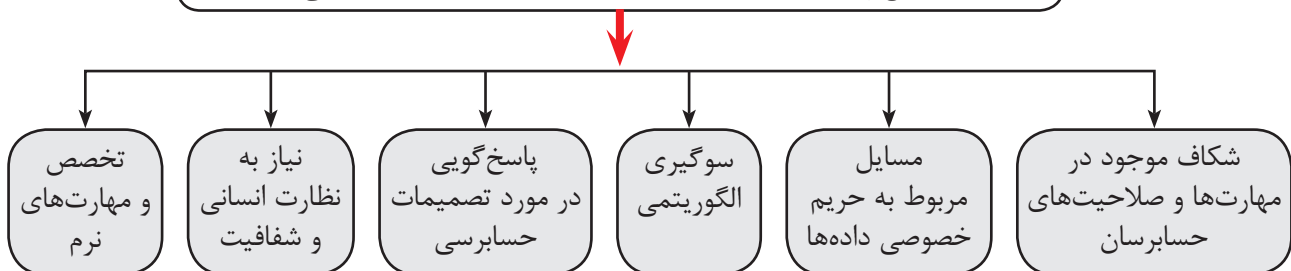 شکاف موجود در
مهارت‌ها و صلاحیت‌های
حسابرسان
مسایل
مربوط به حریم
خصوصی داده‌ها
سوگیری
الگوریتمی
پاسخ‌گویی
در مورد تصمیمات
حسابرسی
نیاز به
نظارت انسانی
و شفافیت
تخصص
و مهارت‌های
نرم